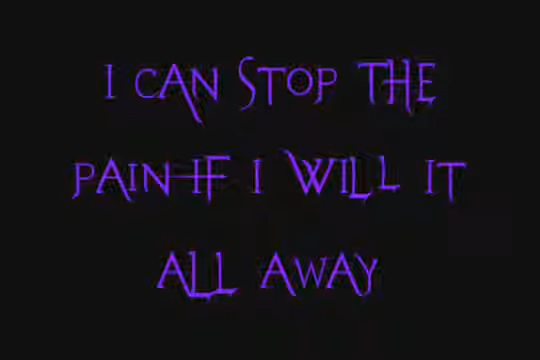 I CAN STOP THE
PAIN IF I WILL IT
ALL AWAY